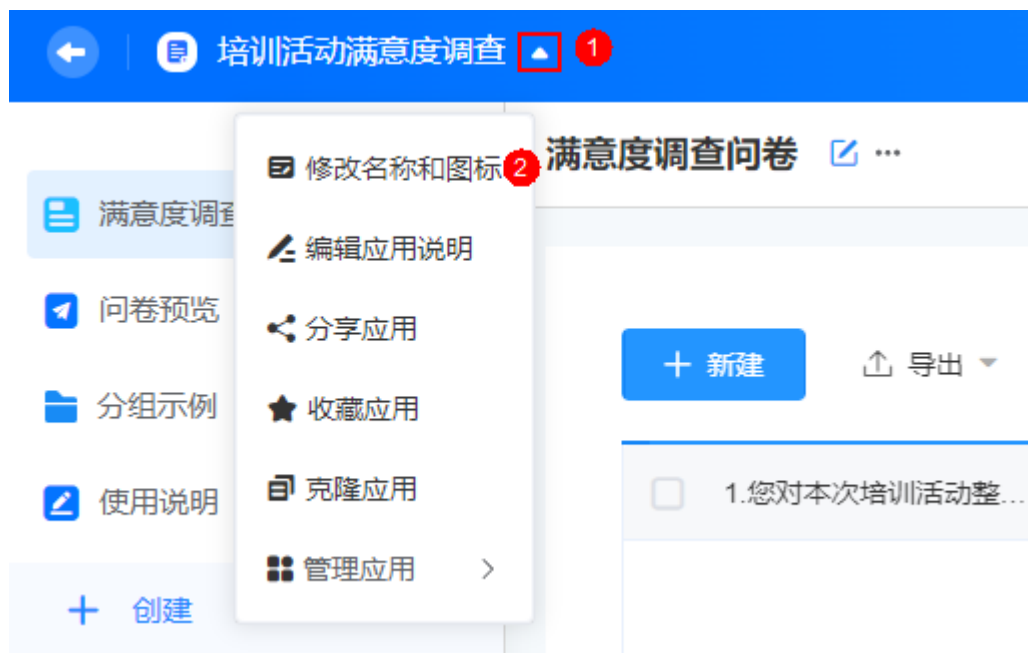 培训活动满意度调查
1
修改名称和图标
2
编辑应用说明
分享应用
收藏应用
克隆应用
管理应用
满意度调查
问卷预览
分组示例
使用说明
创建
满意度调查问卷
...
新建
导出
1.您对本次培训活动整...